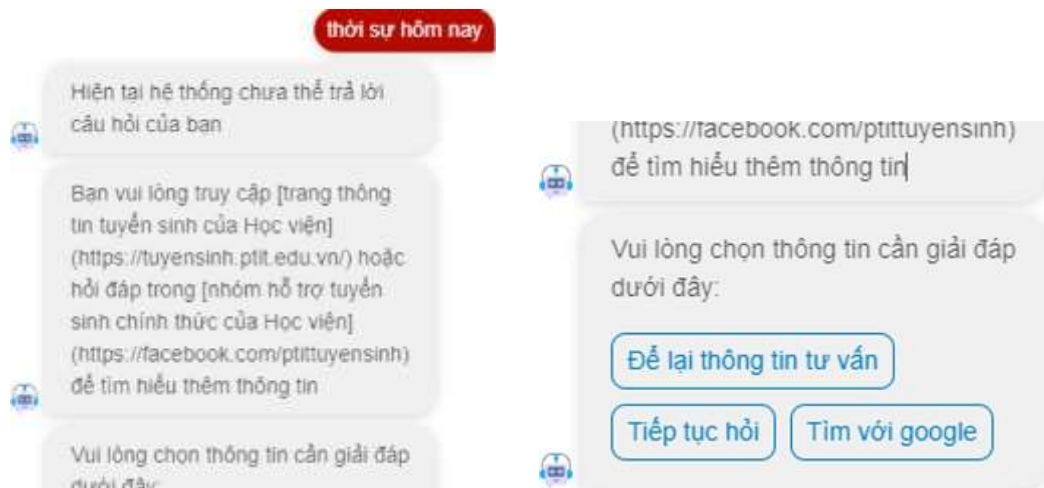 thời sự hôm nay
Hiện tại hệ thống chưa thể trả lời
câu hỏi của bạn
Bạn vui lòng truy cập [trang thông
tin tuyển sinh của Học viện]
(https://tuyensinh.ptit.edu.vn/) hoặc
hỏi đáp trong [nhóm hỗ trợ tuyển
sinh chính thức của Học viện]
(https://facebook.com/ptittuyensinh)
để tìm hiểu thêm thông tin
Vui lòng chọn thông tin cần giải đáp
dưới đây:
(https://facebook.com/ptittuyensinh)
để tìm hiểu thêm thông tin
Vui lòng chọn thông tin cần giải đáp
dưới đây:
Để lại thông tin tư vấn
Tiếp tục hỏi
Tìm với google